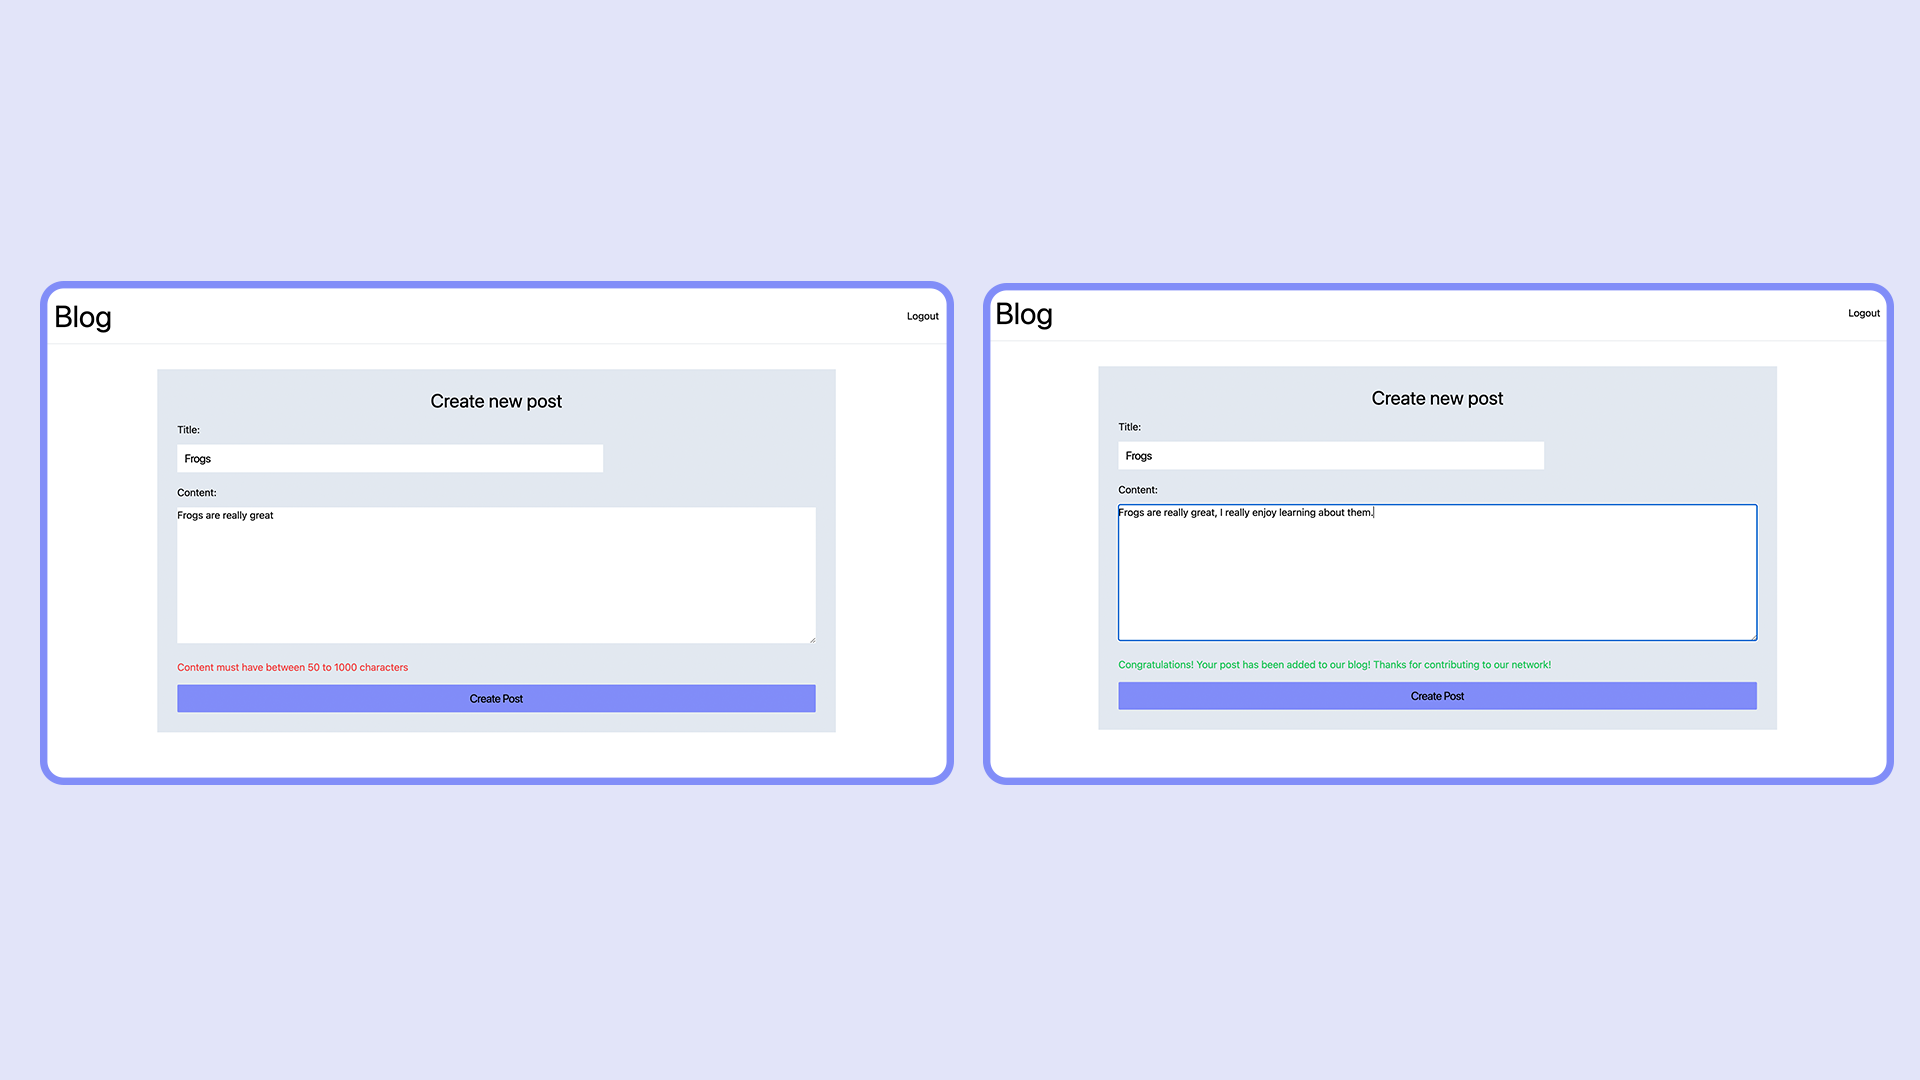 Blog
Logout
Create new post
Title:
Frogs
Content:
Frogs are really great
Content must have between 50 to 1000 characters
Create Post
Blog
Logout
Create new post
Title:
Frogs
Content:
Frogs are really great, I really enjoy learning about them.
Congratulations! Your post has been added to our blog! Thanks for contributing to our network!
Create Post